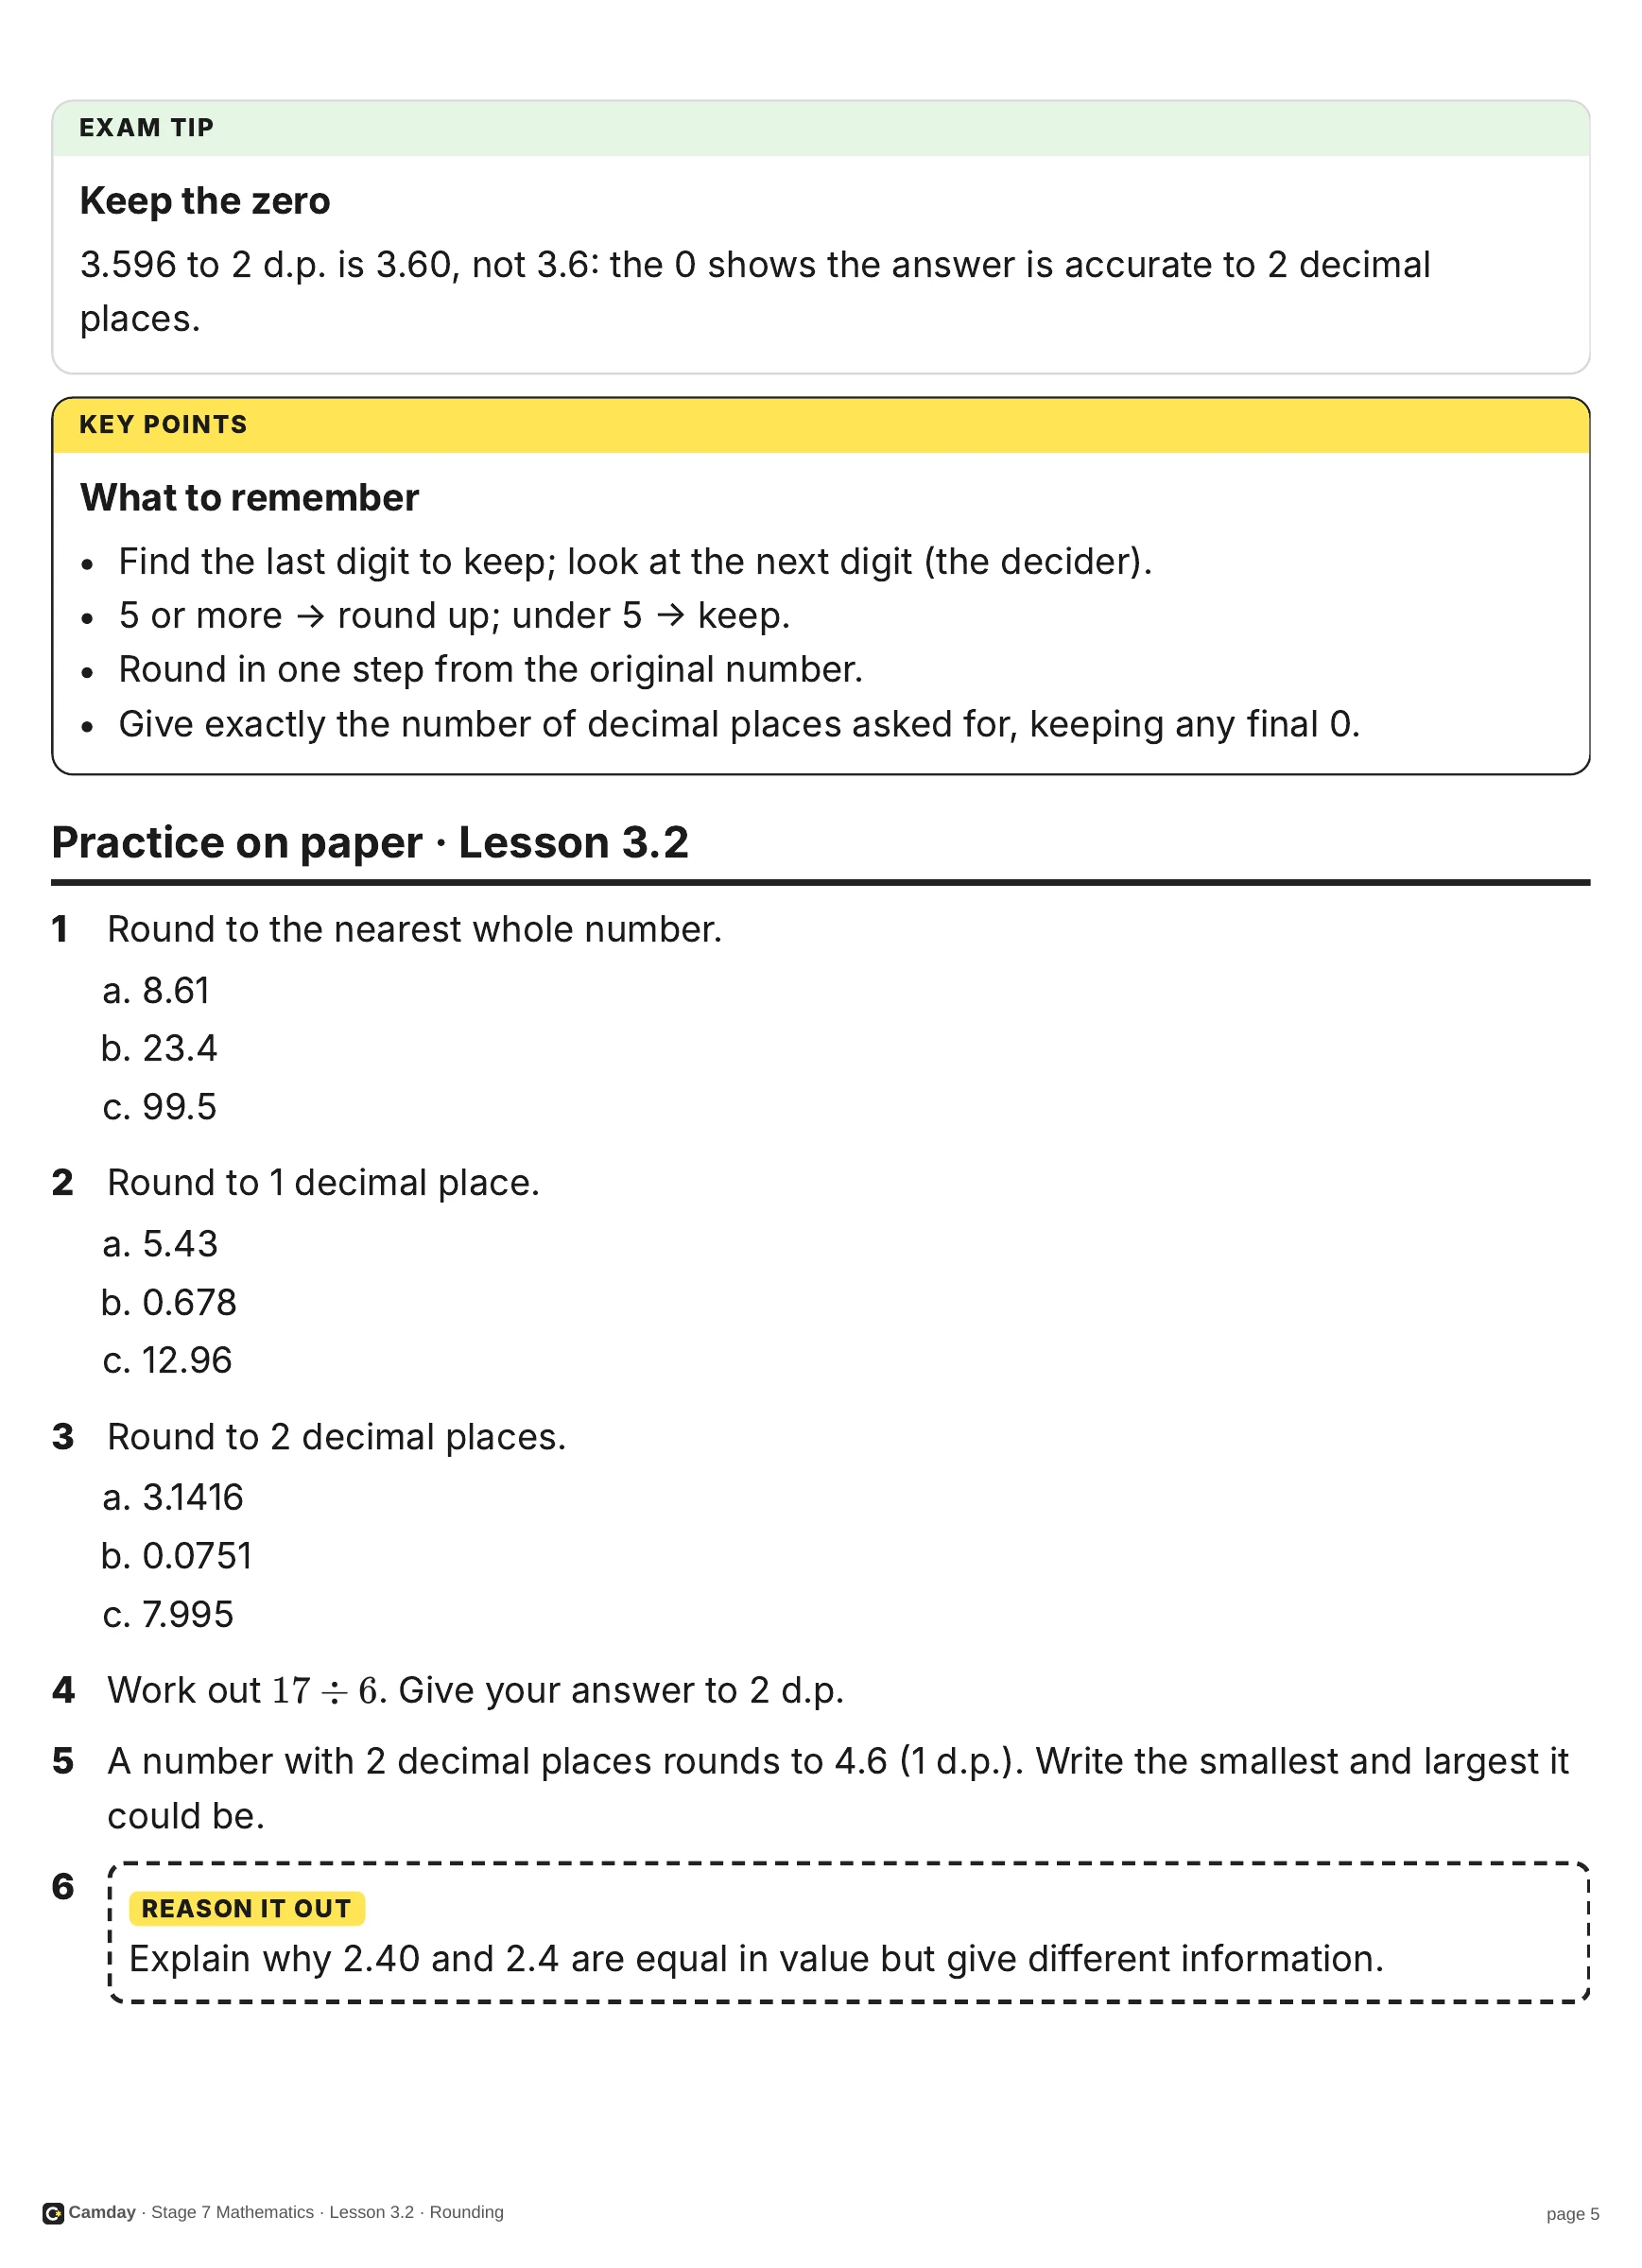 EXAM TIP
Keep the zero
3.596 to 2 d.p. is 3.60, not 3.6: the 0 shows the answer is accurate to 2 decimal
places.
KEY POINTS
What to remember
• Find the last digit to keep; look at the next digit (the decider).
• 5 or more → round up; under 5 → keep.
• Round in one step from the original number.
• Give exactly the number of decimal places asked for, keeping any final 0.
Practice on paper · Lesson 3.2
1 Round to the nearest whole number.
a. 8.61
b. 23.4
c. 99.5
2 Round to 1 decimal place.
a. 5.43
b. 0.678
c. 12.96
3 Round to 2 decimal places.
a. 3.1416
b. 0.0751
c. 7.995
4 Work out 17 ÷ 6. Give your answer to 2 d.p.
5 A number with 2 decimal places rounds to 4.6 (1 d.p.). Write the smallest and largest it
could be.
6 REASON IT OUT
Explain why 2.40 and 2.4 are equal in value but give different information.
Camday · Stage 7 Mathematics · Lesson 3.2 · Rounding page 5